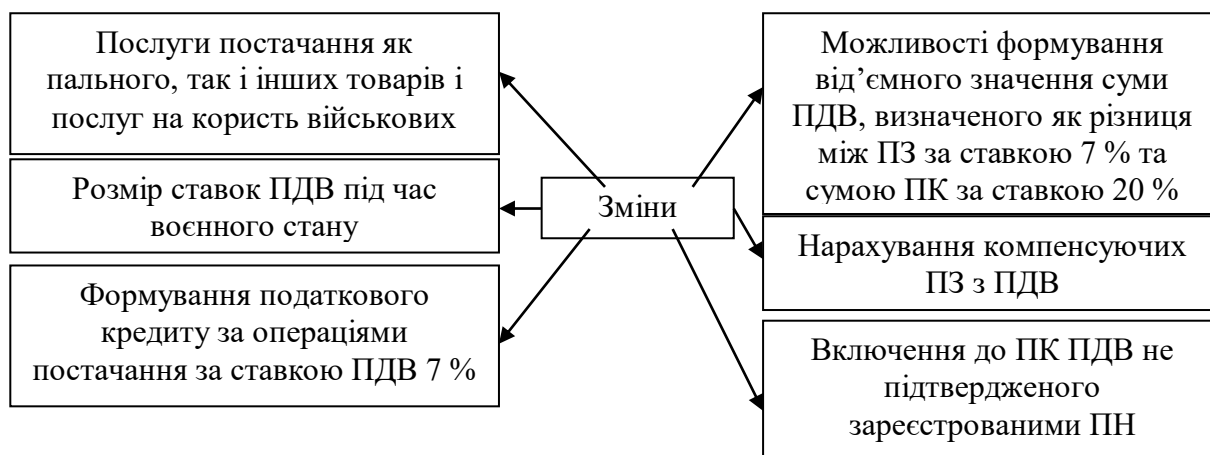 Послуги постачання як
пального, так і інших товарів і
послуг на користь військових
Розмір ставок ПДВ під час
воєнного стану
Формування податкового
кредиту за операціями
постачання за ставкою ПДВ 7 %
Зміни
Можливості формування
від’ємного значення суми
ПДВ, визначеного як різниця
між ПЗ за ставкою 7 % та
сумою ПК за ставкою 20 %
Нарахування компенсуючих
ПЗ з ПДВ
Включення до ПК ПДВ не
підтвердженого
зареєстрованими ПН